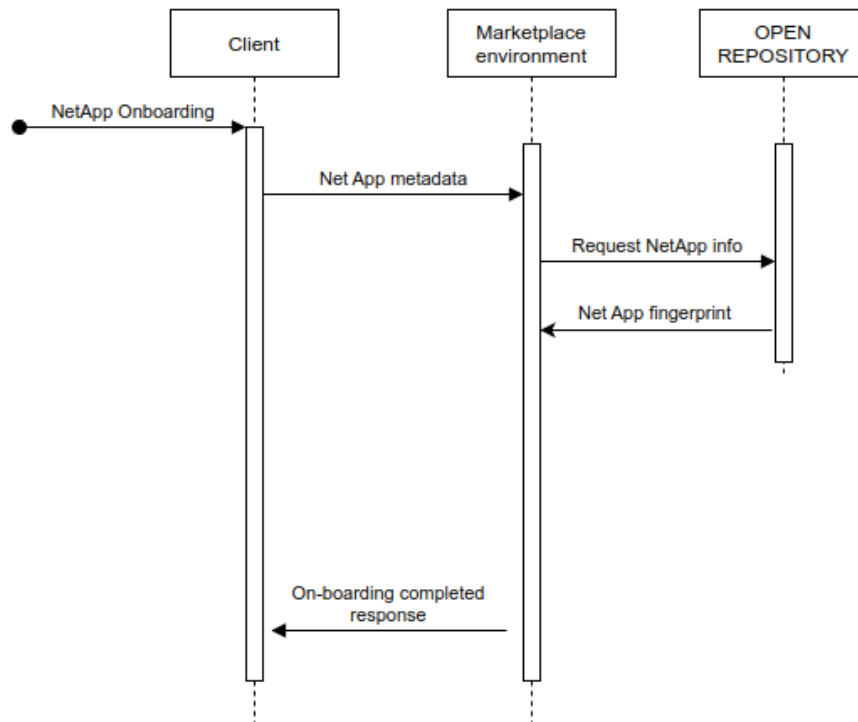 Client
Marketplace
environment
OPEN
REPOSITORY
NetApp Onboarding
Net App metadata
Request NetApp info
Net App fingerprint
On-boarding completed
response